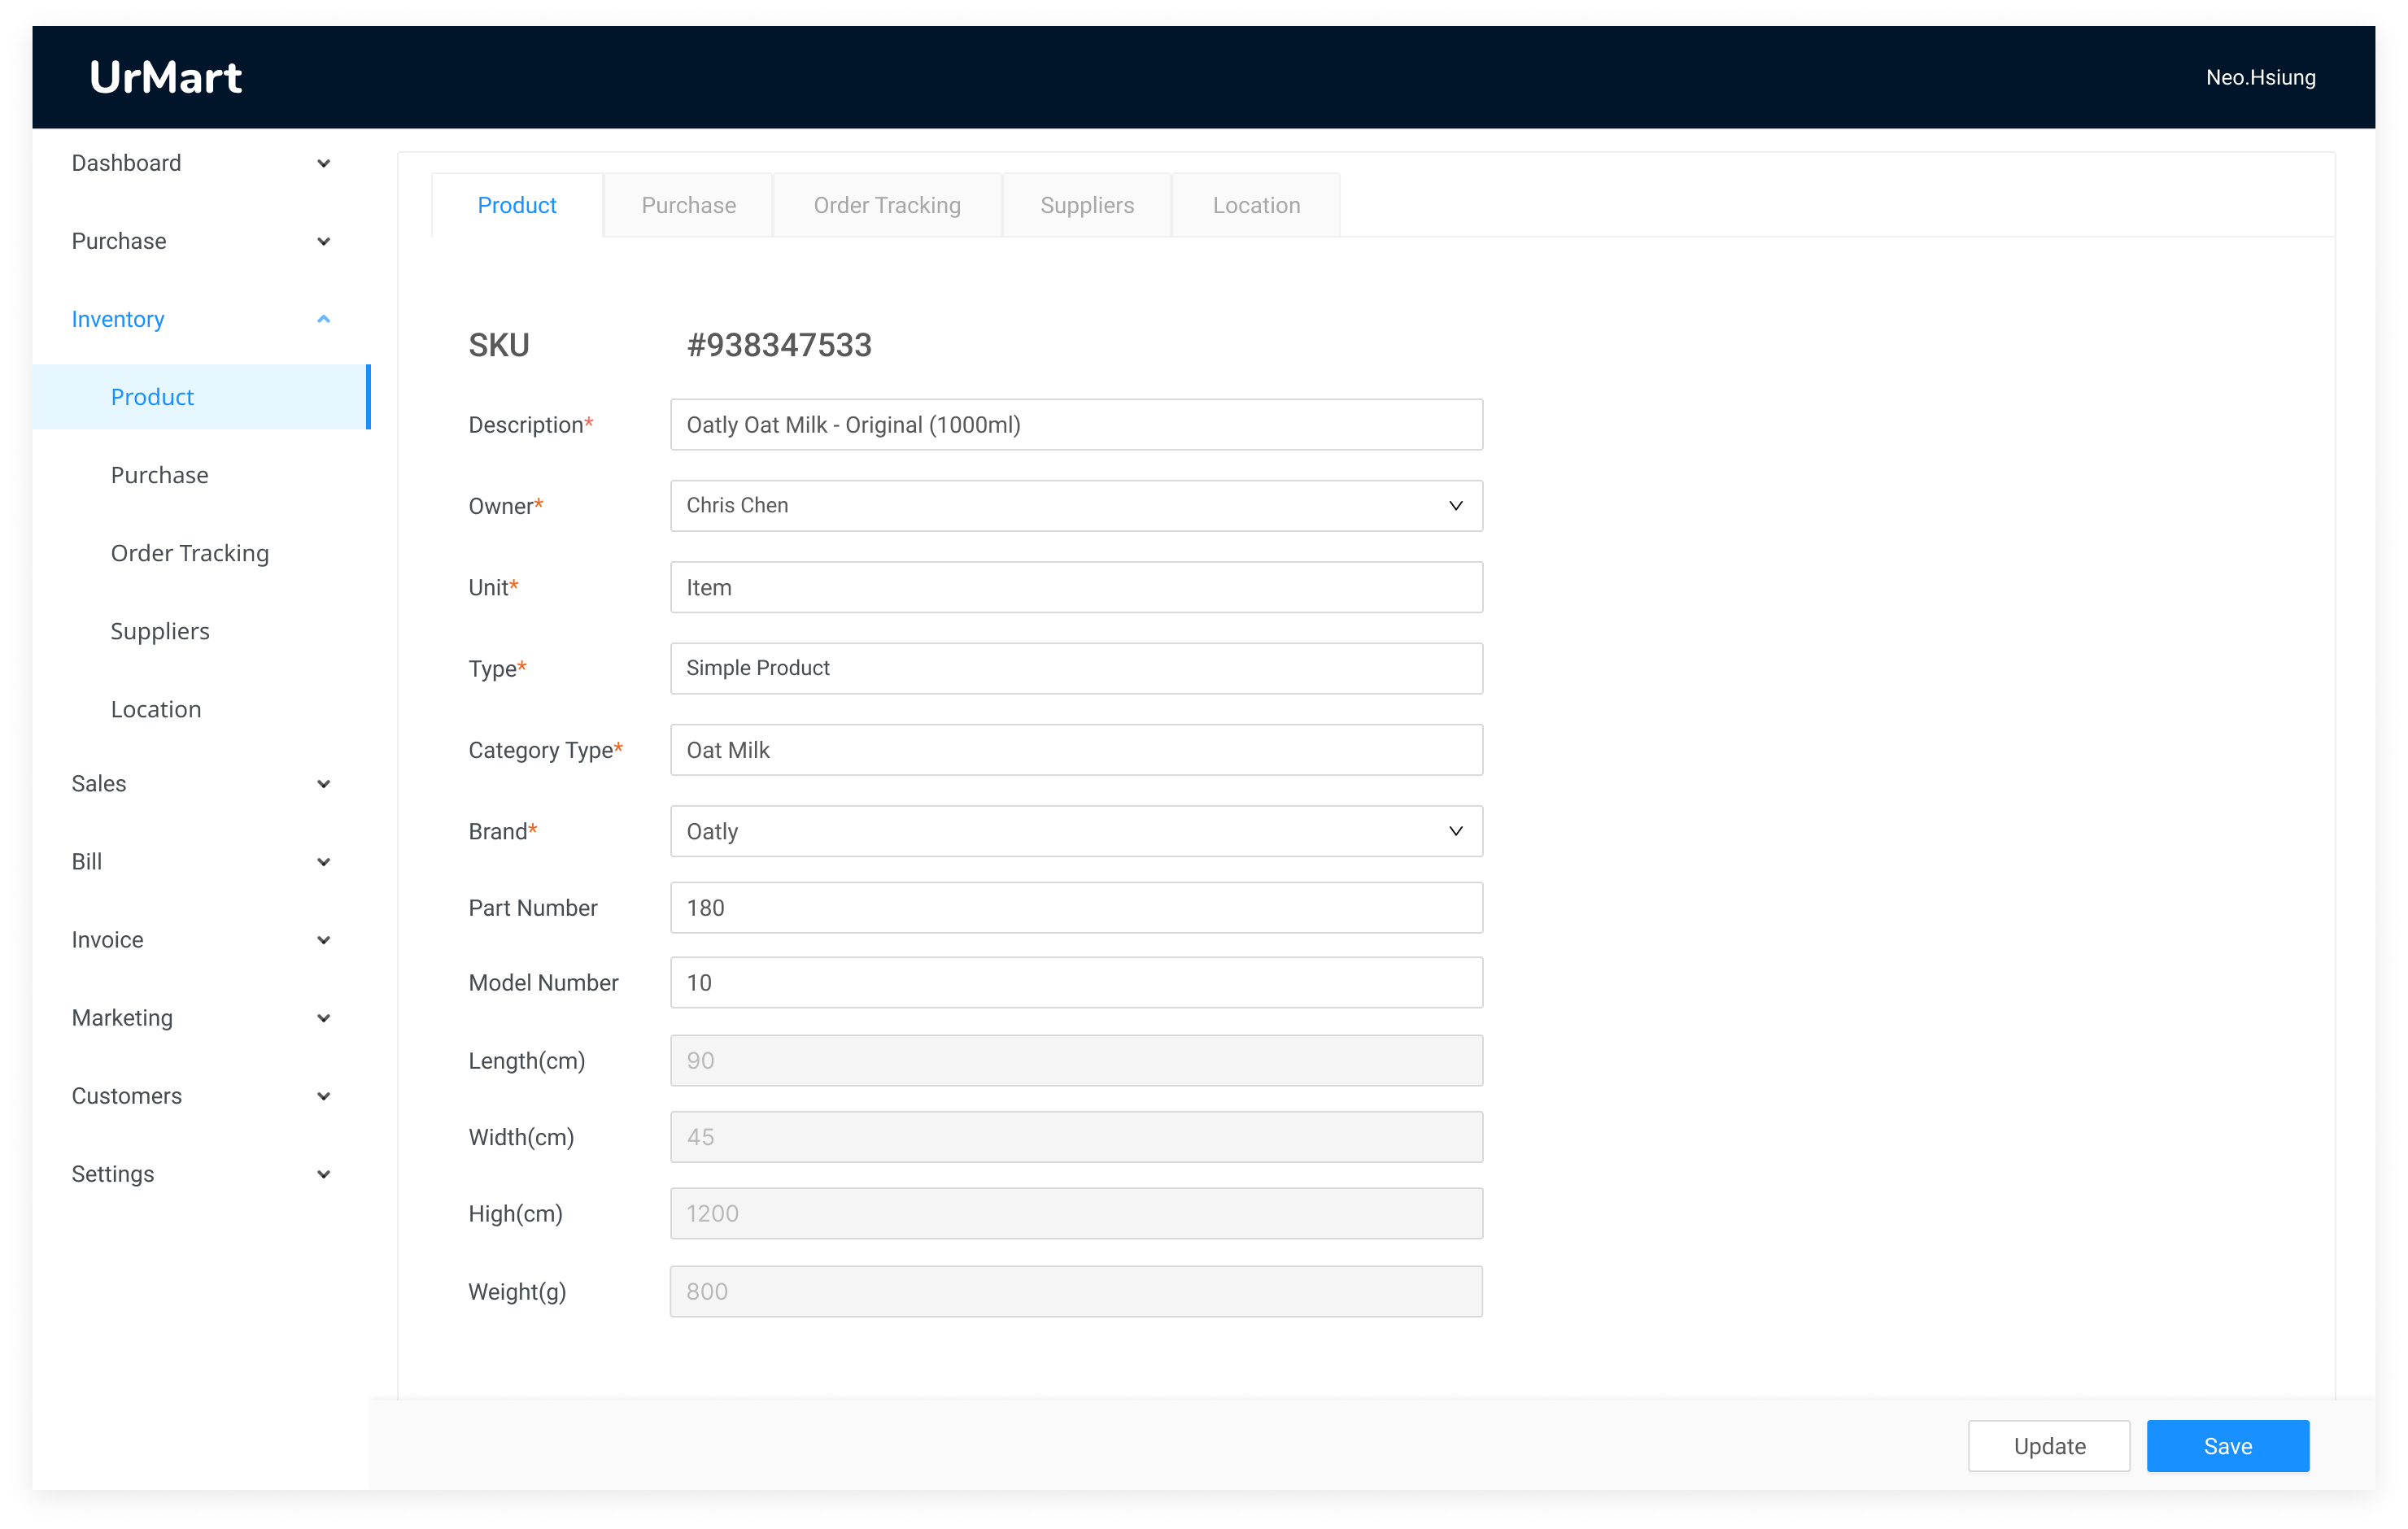 UrMart
Neo.Hsiung
Dashboard
Purchase
Inventory
Product
Purchase
Order Tracking
Suppliers
Location
Sales
Bill
Invoice
Marketing
Customers
Settings
Product Purchase Order Tracking Suppliers Location
SKU #938347533
Description* Oatly Oat Milk - Original (1000ml)
Owner* Chris Chen
Unit* Item
Type* Simple Product
Category Type* Oat Milk
Brand* Oatly
Part Number 180
Model Number 10
Length(cm) 90
Width(cm) 45
High(cm) 1200
Weight(g) 800
Update Save